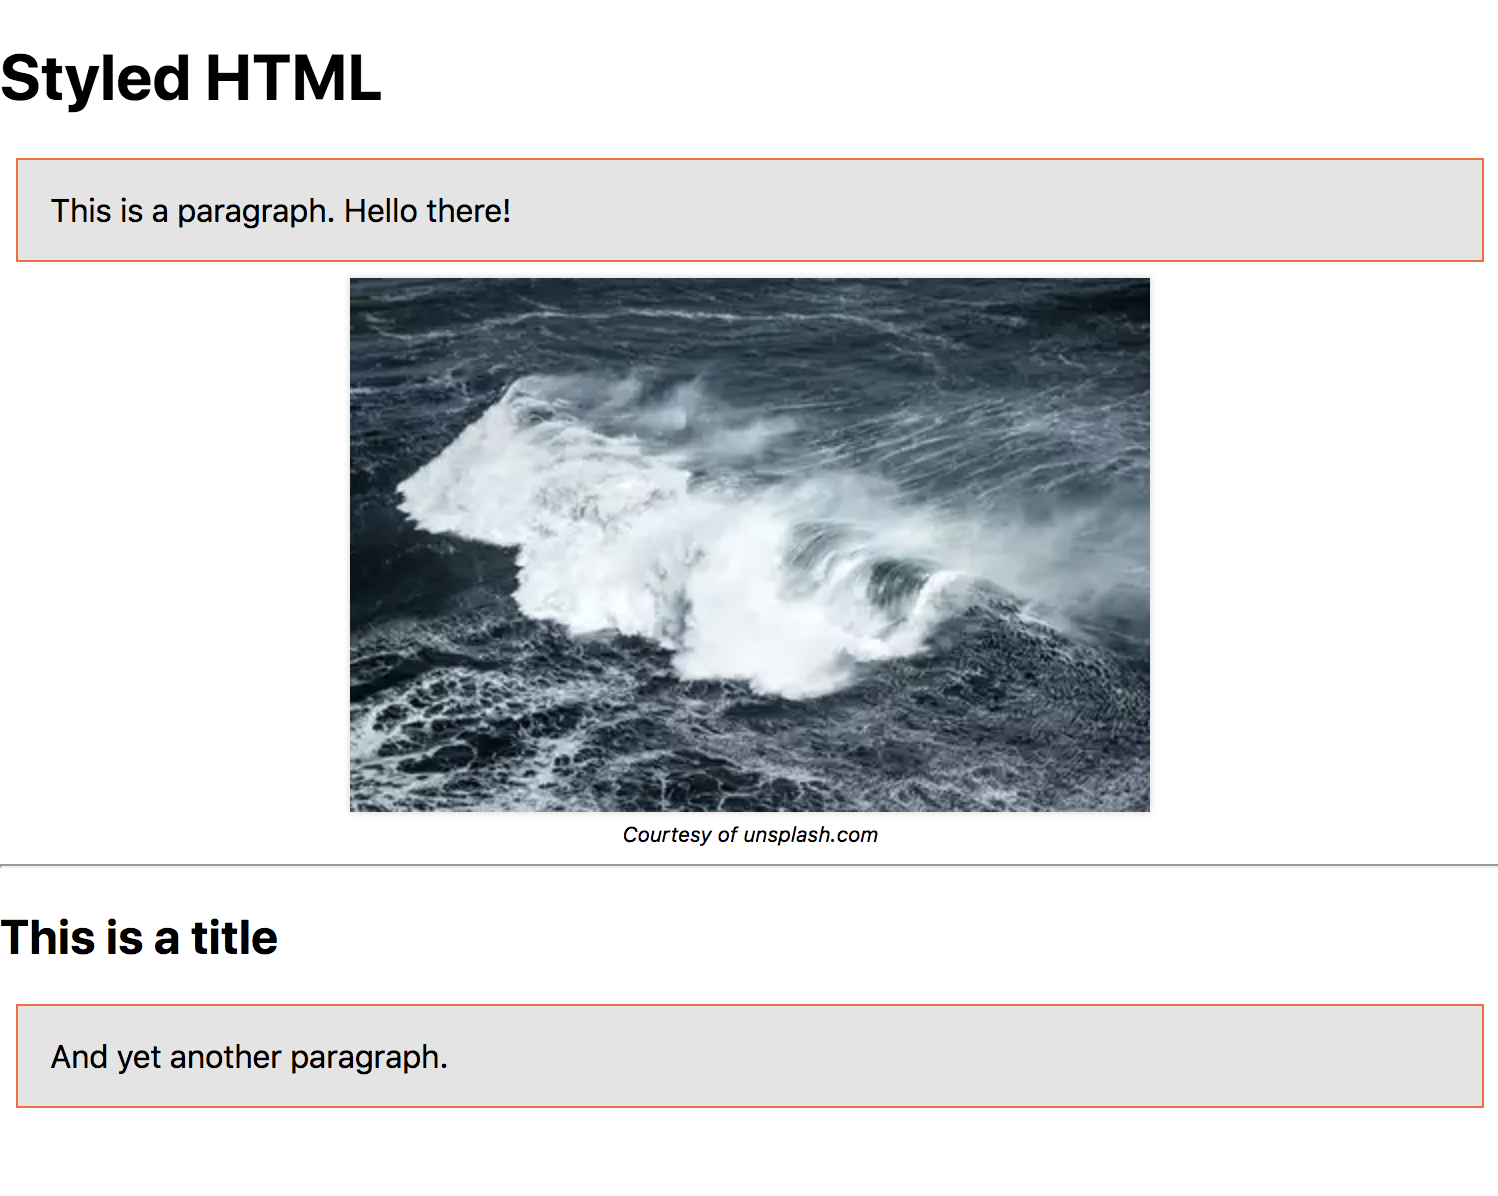 Styled HTML
This is a paragraph. Hello there!
Courtesy of unsplash.com
This is a title
And yet another paragraph.